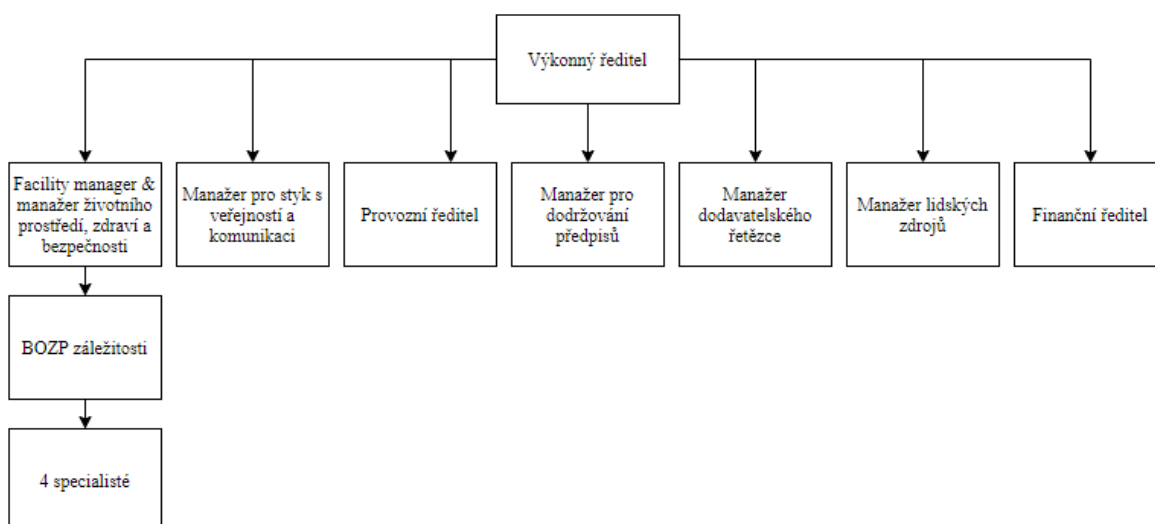 Výkonný ředitel
Facility manager &
manažer životního
prostředí, zdraví a
bezpečnosti
Manažer pro styk s
veřejností a
komunikaci
Provozní ředitel
Manažer pro
dodržování
předpisů
Manažer
dodavatelského
řetězce
Manažer lidských
zdrojů
Finanční ředitel
BOZP záležitosti
4 specialisté